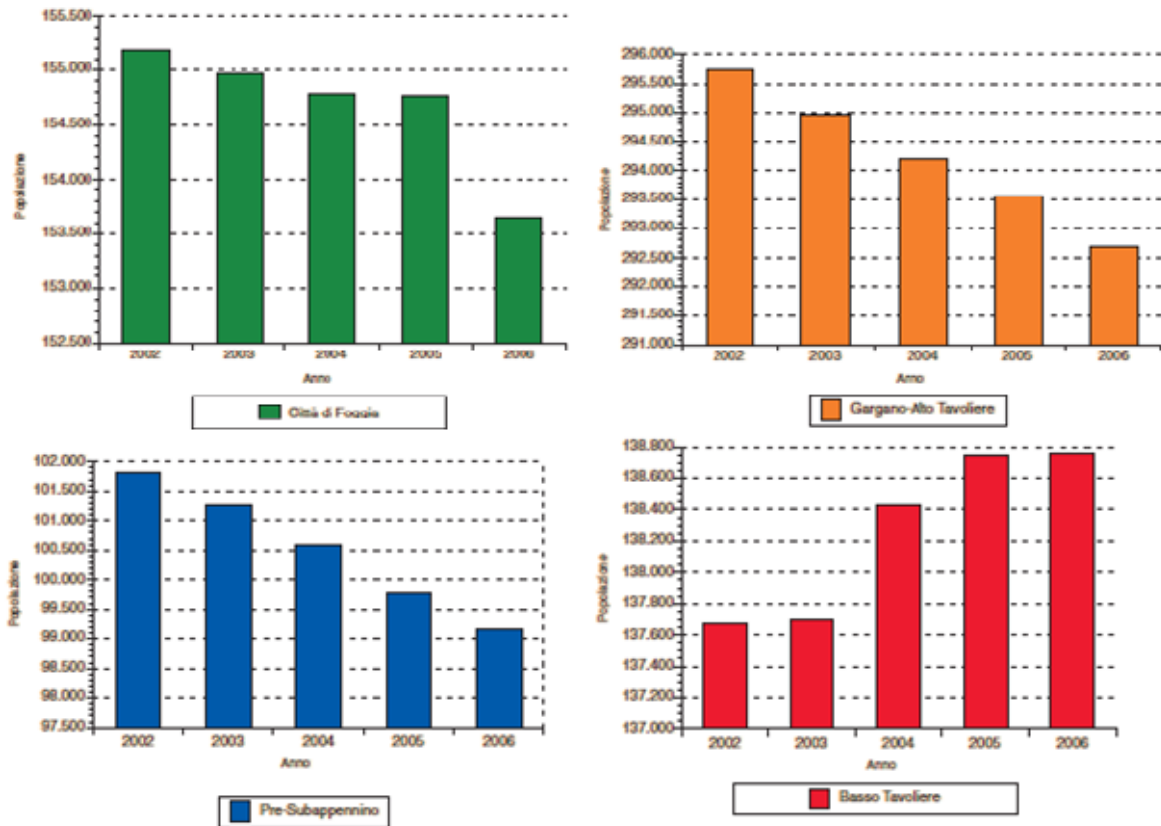 155.500
155.000
154.500
154.000
153.500
153.000
152.500
Popolazione
2002 2003 2004 2005 2006
Anno
Città di Foggia
296.000
295.500
295.000
294.500
294.000
293.500
293.000
292.500
292.000
291.500
291.000
Popolazione
2002 2003 2004 2005 2006
Anno
Gargano-Alto Tavoliere
102.000
101.500
101.000
100.500
100.000
99.500
99.000
98.500
98.000
97.500
Popolazione
2002 2003 2004 2005 2006
Anno
Pre-Subappennino
138.800
138.600
138.400
138.200
138.000
137.800
137.600
137.400
137.200
137.000
Popolazione
2002 2003 2004 2005 2006
Anno
Basso Tavoliere